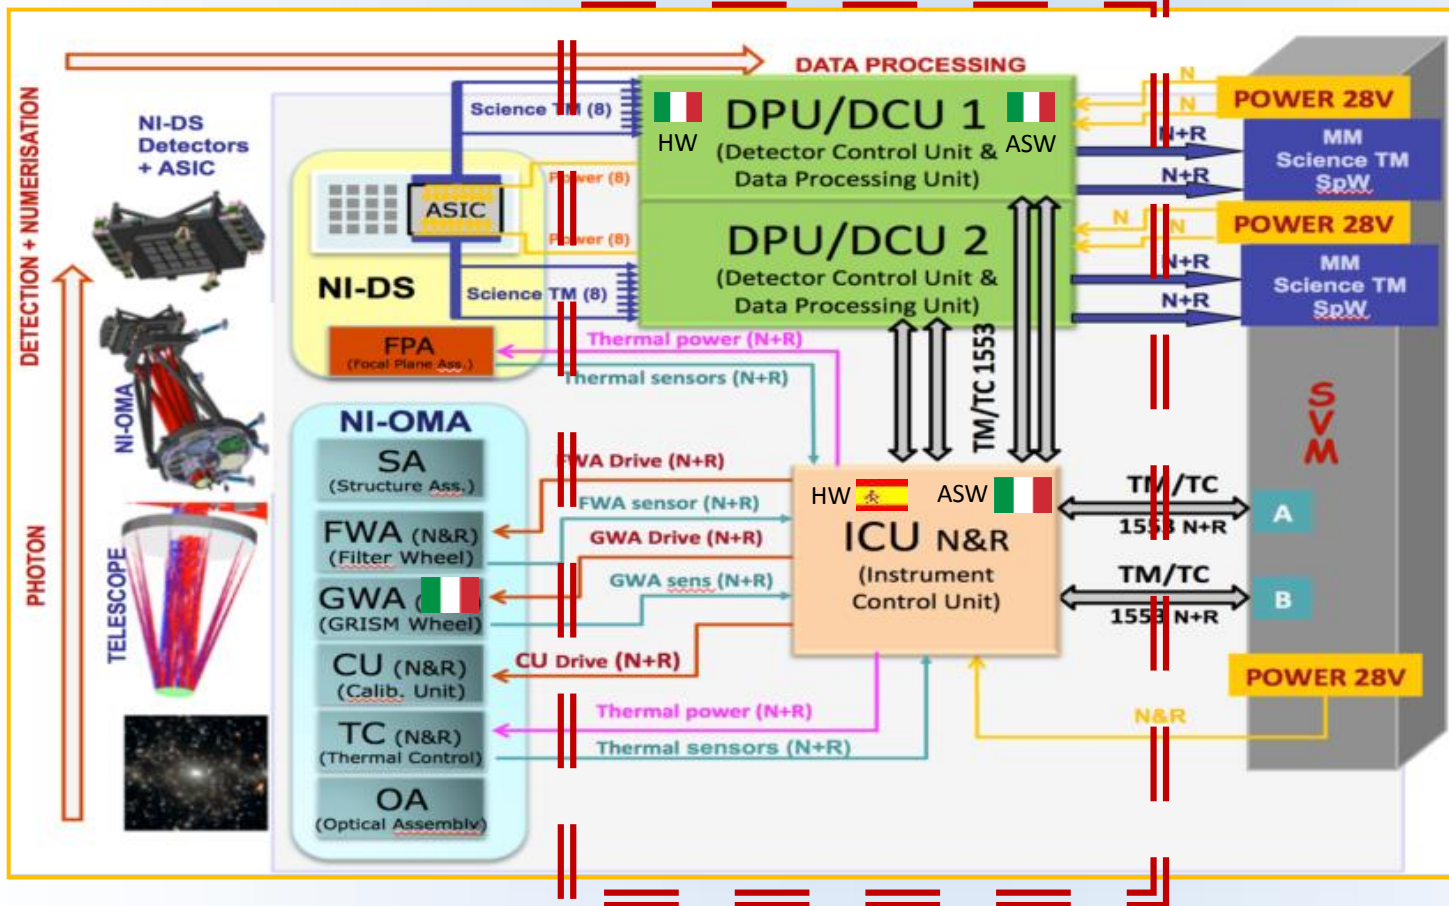 DATA PROCESSING
DETECTION + NUMERISATION
PHOTON
NI-DS
Detectors
+ ASIC
NI-OMA
TELESCOPE
Science TM (8)
Power (8)
ASIC
Power (8)
NI-DS
Science TM (8)
FPA
(Focal Plane Ass.)
Thermal power (N+R)
Thermal sensors (N+R)
HW
DPU/DCU 1
ASW
(Detector Control Unit &
Data Processing Unit)
DPU/DCU 2
(Detector Control Unit &
Data Processing Unit)
N
N
N+R
N+R
N
N
N+R
N+R
POWER 28V
MM
Science TM
SpW
POWER 28V
MM
Science TM
SpW
SVM
TM/TC 1553
NI-OMA
SA
(Structure Ass.)
FWA (N&R)
(Filter Wheel)
GWA (
(GRISM Wheel)
CU (N&R)
(Calib. Unit)
TC (N&R)
(Thermal Control)
OA
(Optical Assembly)
FWA Drive (N+R)
FWA sensor (N+R)
GWA Drive (N+R)
GWA sens (N+R)
CU Drive (N+R)
Thermal power (N+R)
Thermal sensors (N+R)
HW
ASW
ICU N&R
(Instrument
Control Unit)
TM/TC
1553 N+R
A
TM/TC
1553 N+R
B
POWER 28V
N&R